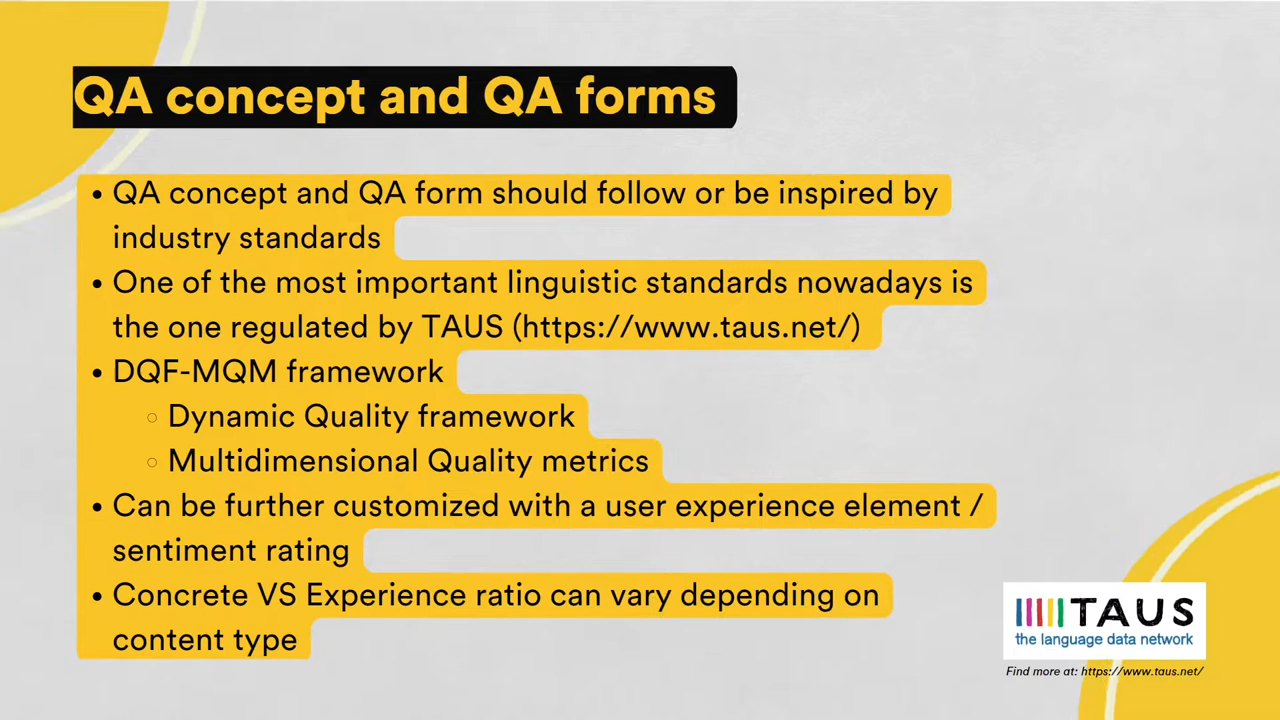 QA concept and QA forms
• QA concept and QA form should follow or be inspired by
industry standards
• One of the most important linguistic standards nowadays is
the one regulated by TAUS (https://www.taus.net/)
• DQF-MQM framework
○ Dynamic Quality framework
○ Multidimensional Quality metrics
• Can be further customized with a user experience element /
sentiment rating
• Concrete VS Experience ratio can vary depending on
content type
TAUS
the language data network
Find more at: https://www.taus.net/